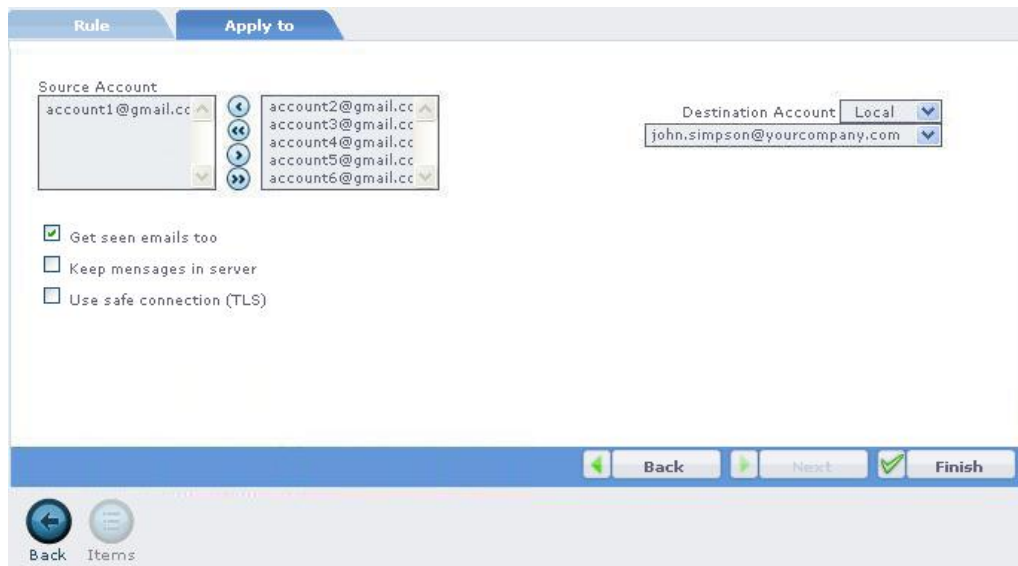 Rule
Apply to
Source Account
account1@gmail.cc
account2@gmail.cc
account3@gmail.cc
account4@gmail.cc
account5@gmail.cc
account6@gmail.cc
Destination Account Local
john.simpson@yourcompany.com
Get seen emails too
Keep mensages in server
Use safe connection (TLS)
Back
Next
Finish
Back
Items